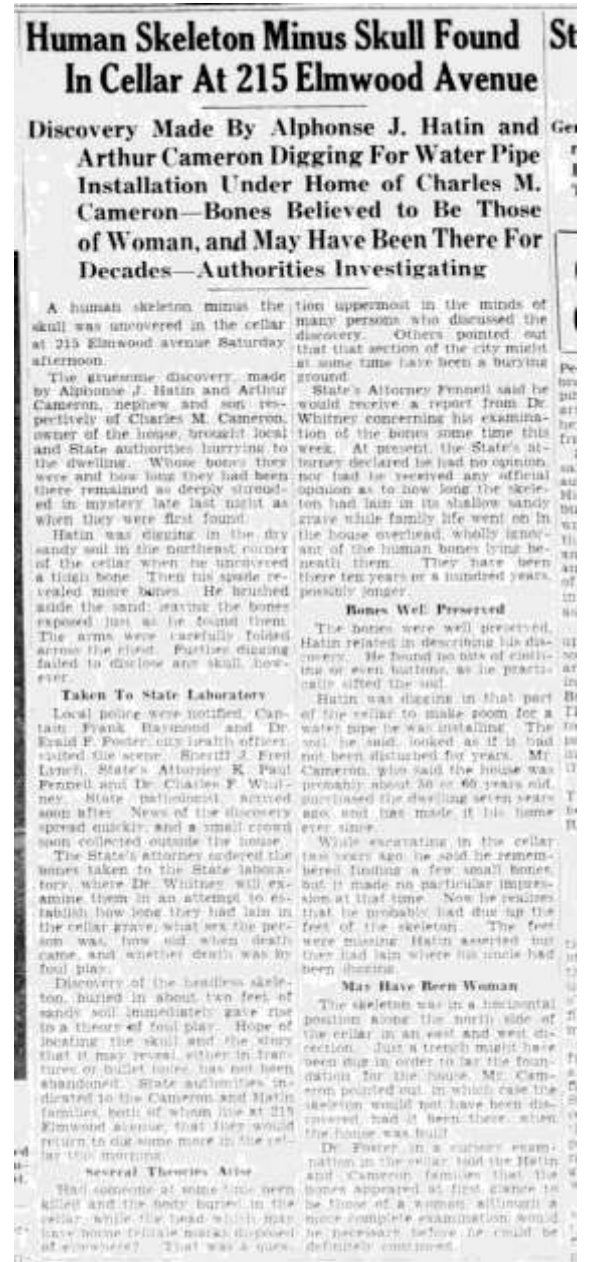 Human Skeleton Minus Skull Found
In Cellar At 215 Elmwood Avenue
Discovery Made By Alphonse J. Hatin and
Arthur Cameron Digging For Water Pipe
Installation Under Home of Charles M.
Cameron—Bones Believed to Be Those
of Woman, and May Have Been There For
Decades—Authorities Investigating
A human skeleton minus the
skull was uncovered in the cellar
at 215 Elmwood avenue Saturday
afternoon.
The gruesome discovery, made
by Alphonse J. Hatin and Arthur
Cameron, nephew and son res-
pectively of Charles M. Cameron,
owner of the house, brought local
and State authorities hurrying to
the dwelling. Whose bones they
were and how long they had been
there remained as deeply shroud-
ed in mystery late last night as
when they were first found.
Hatin was digging in the dry
sandy soil in the northeast corner
of the cellar when he uncovered
a thigh bone. Then his spade re-
vealed more bones. He brushed
aside the sand, leaving the bones
exposed just as he found them.
The arms were carefully folded
across the chest. Further digging
failed to disclose any skull, how-
ever.
Taken To State Laboratory
Local police were notified, Cap-
tain Frank Raymond and Dr.
Foster, city health officer,
visited the scene. Sheriff J. Fred
Lynch, State's Attorney K. Paul
Fennell and Dr. Charles F. Whit-
ney, State pathologist, arrived
soon after. News of the discovery
spread quickly, and a small crowd
soon collected outside the house.
The State's attorney ordered the
bones taken to the State labora-
tory, where Dr. Whitney will ex-
amine them in an attempt to es-
tablish how long they had lain in
the cellar grave, what sex the per-
son was, how old when death
came, and whether death was by
foul play.
Discovery of the headless skele-
ton, buried in about two feet of
sandy soil immediately gave rise
to a theory of foul play. Hope of
locating the skull and the story
that it may reveal, either in frac-
tures or bullet holes, has not been
abandoned. State authorities in-
dicated to the Cameron and Hatin
families, both of whom live at 215
Elmwood avenue, that they would
return to dig some more in the cel-
lar this morning.
Several Theories Arise
Had someone at some time been
killed and the body buried in the
cellar, while the head which may
have borne telltale marks disposed
of elsewhere? That was a ques-
tion uppermost in the minds of
many persons who discussed the
discovery. Others pointed out
that that section of the city might
at some time have been a burying
ground.
State's Attorney Fennell said he
would receive a report from Dr.
Whitney concerning his examina-
tion of the bones some time this
week. At present, the State's at-
torney declared he had no opinion,
nor had he received any official
opinion as to how long the skele-
ton had lain in its shallow sandy
grave while family life went on in
the house overhead, wholly ignor-
ant of the human bones lying be-
neath them. They have been
there ten years or a hundred years,
possibly longer.
Bones Well Preserved
The bones were well preserved,
Hatin related in describing his dis-
covery. He found no bits of cloth-
ing or even buttons, as he practi-
cally sifted the soil.
Hatin was digging in that part
of the cellar to make room for a
water pipe he was installing. The
soil, he said, looked as if it had
not been disturbed for years. Mr.
Cameron, who said the house was
probably about 50 or 60 years old,
purchased the dwelling seven years
ago, and has made it his home
ever since.
While excavating in the cellar
two years ago, he said he remem-
bered finding a few small bones,
but it made no particular impres-
sion at that time. Now he realizes
that he probably had dug up the
feet of the skeleton. The feet
were missing, Hatin asserted but
they had lain where his uncle had
been digging.
May Have Been Woman
The skeleton was in a horizontal
position along the north side of
the cellar in an east and west di-
rection. Just a trench might have
been dug in order to lay the foun-
dation for the house, Mr. Cam-
eron pointed out, in which case the
skeleton would not have been dis-
covered, had it been there, when
the house was built.
Dr. Foster, in a cursory exam-
ination in the cellar, told the Hatin
and Cameron families that the
bones appeared at first glance to
be those of a woman, although a
more complete examination would
be necessary before he could be
definitely convinced.